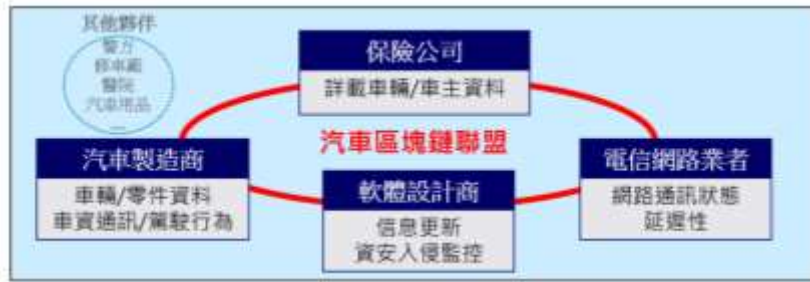 其他夥伴
警方
修車廠
醫院
汽車用品
保險公司
詳載車輛/車主資料
汽車區塊鏈聯盟
汽車製造商
車輛/零件資料
車資通訊/駕駛行為
軟體設計商
信息更新
資安入侵監控
電信網路業者
網路通訊狀態
延遲性